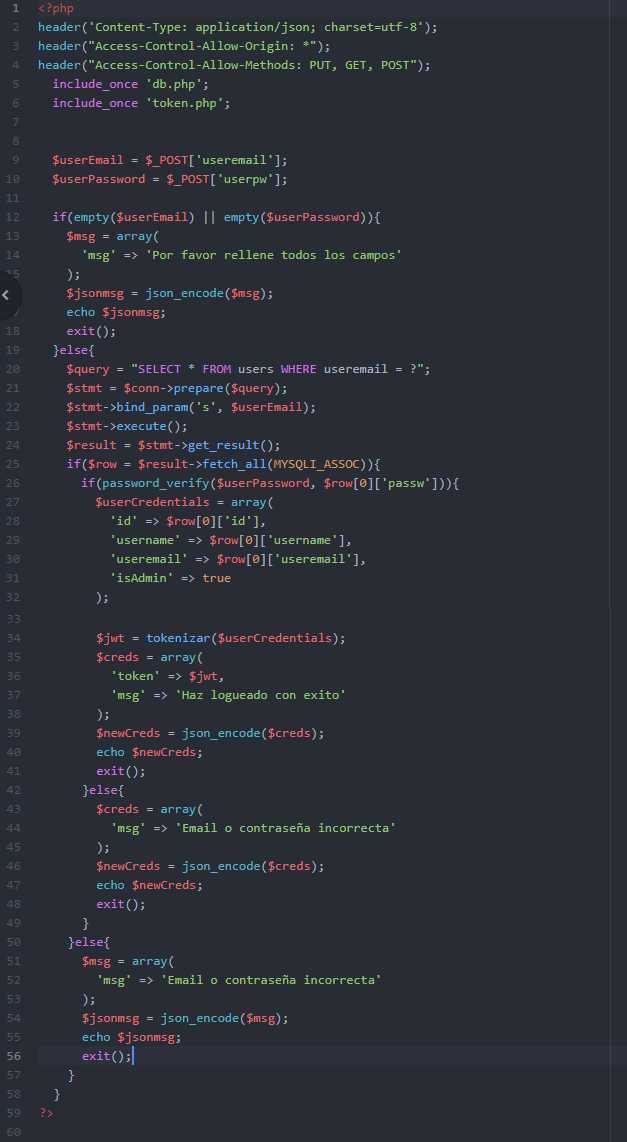 1 <?php
2 header('Content-Type: application/json; charset=utf-8');
3 header("Access-Control-Allow-Origin: *");
4 header("Access-Control-Allow-Methods: PUT, GET, POST");
5 include_once 'db.php';
6 include_once 'token.php';
7
8
9 $userEmail = $_POST['useremail'];
10 $userPassword = $_POST['userpw'];
11
12 if(empty($userEmail) || empty($userPassword)){
13 $msg = array(
14 'msg' => 'Por favor rellene todos los campos'
15 );
$jsonmsg = json_encode($msg);
echo $jsonmsg;
18 exit();
19 }else{
20 $query = "SELECT * FROM users WHERE useremail = ?";
21 $stmt = $conn->prepare($query);
22 $stmt->bind_param('s', $userEmail);
23 $stmt->execute();
24 $result = $stmt->get_result();
25 if($row = $result->fetch_all(MYSQLI_ASSOC)){
26 if(password_verify($userPassword, $row[0]['passw'])){
27 $userCredentials = array(
28 'id' => $row[0]['id'],
29 'username' => $row[0]['username'],
30 'useremail' => $row[0]['useremail'],
31 'isAdmin' => true
32 );
33
34 $jwt = tokenizar($userCredentials);
35 $creds = array(
36 'token' => $jwt,
37 'msg' => 'Haz logueado con exito'
38 );
39 $newCreds = json_encode($creds);
40 echo $newCreds;
41 exit();
42 }else{
43 $creds = array(
44 'msg' => 'Email o contraseña incorrecta'
45 );
46 $newCreds = json_encode($creds);
47 echo $newCreds;
48 exit();
49 }
50 }else{
51 $msg = array(
52 'msg' => 'Email o contraseña incorrecta'
53 );
54 $jsonmsg = json_encode($msg);
55 echo $jsonmsg;
56 exit();
57 }
58 }
59 ?>
60